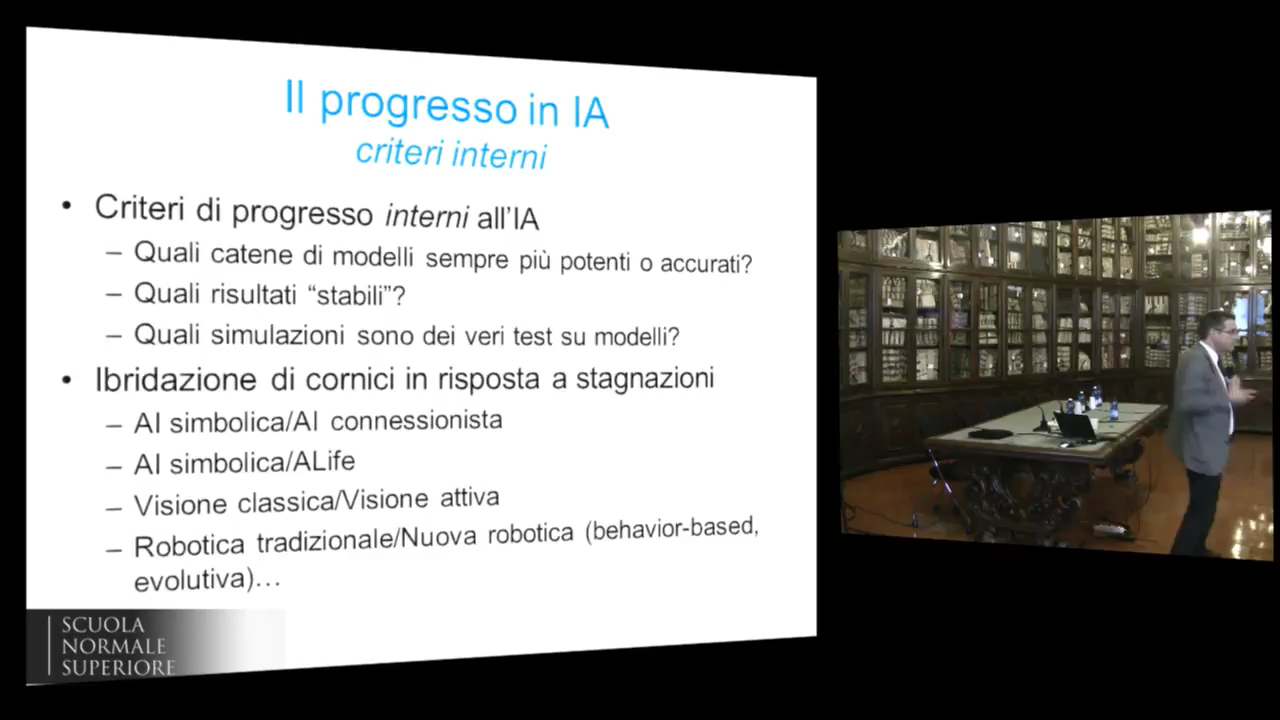 Il progresso in IA
criteri interni
• Criteri di progresso interni all'IA
– Quali catene di modelli sempre più potenti o accurati?
– Quali risultati “stabili”?
– Quali simulazioni sono dei veri test su modelli?
• Ibridazione di cornici in risposta a stagnazioni
– AI simbolica/AI connessionista
– AI simbolica/ALife
– Visione classica/Visione attiva
– Robotica tradizionale/Nuova robotica (behavior-based,
evolutiva)…
SCUOLA
NORMALE
SUPERIORE